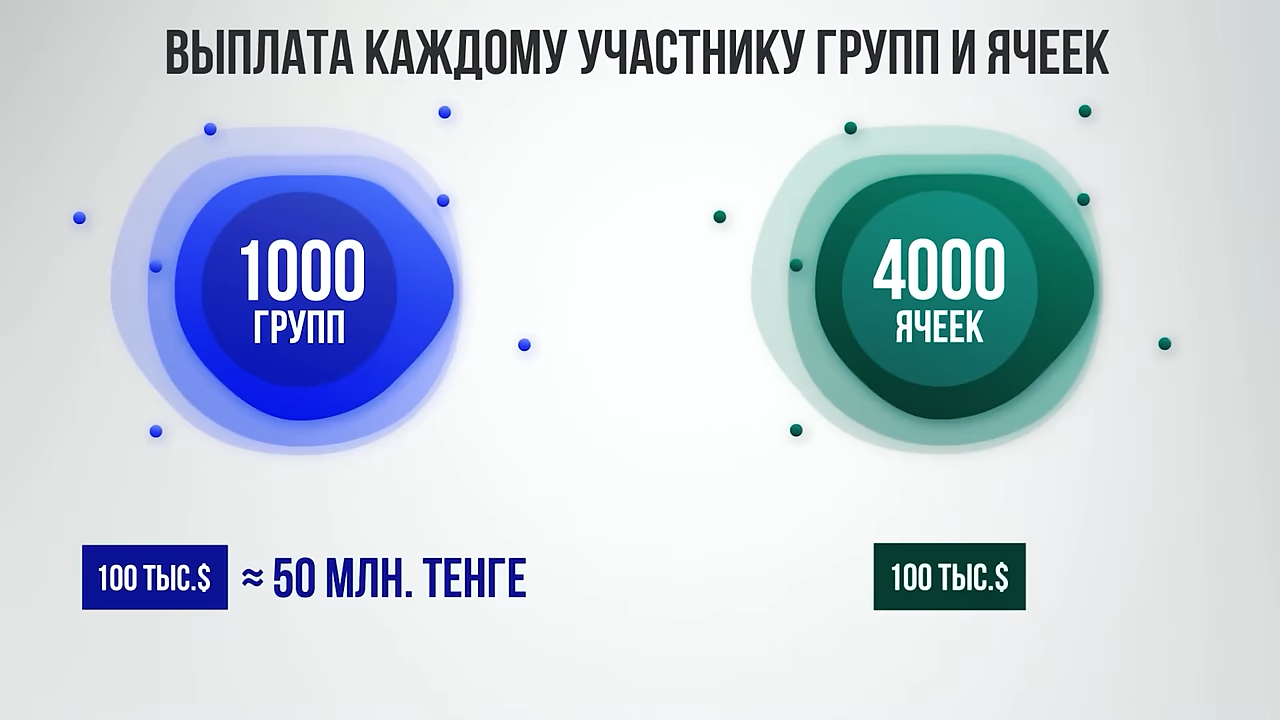 ВЫПЛАТА КАЖДОМУ УЧАСТНИКУ ГРУПП И ЯЧЕЕК
1000
ГРУПП
4000
ЯЧЕЕК
100 ТЫС.$ ≈ 50 МЛН. ТЕНГЕ
100 ТЫС.$